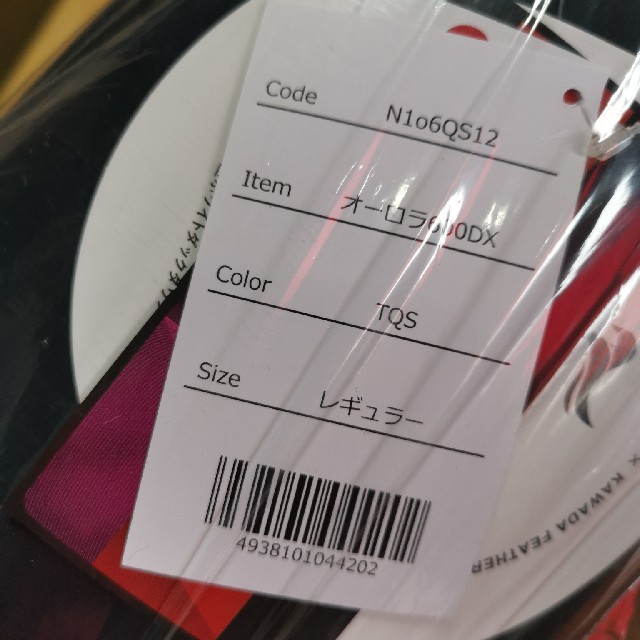 Code N1o6QS12
Item オーロラ600DX
Color TQS
Size レギュラー
4938101044202
X KAWADA FEATHER